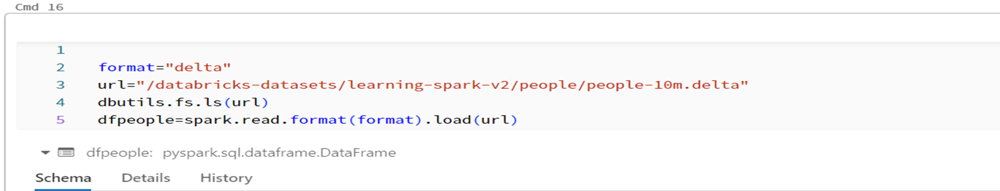 Cmd 16
1
2 format="delta"
3 url="/databricks-datasets/learning-spark-v2/people/people-10m.delta"
4 dbutils.fs.ls(url)
5 dfpeople=spark.read.format(format).load(url)
dfpeople: pyspark.sql.dataframe.DataFrame
Schema Details History